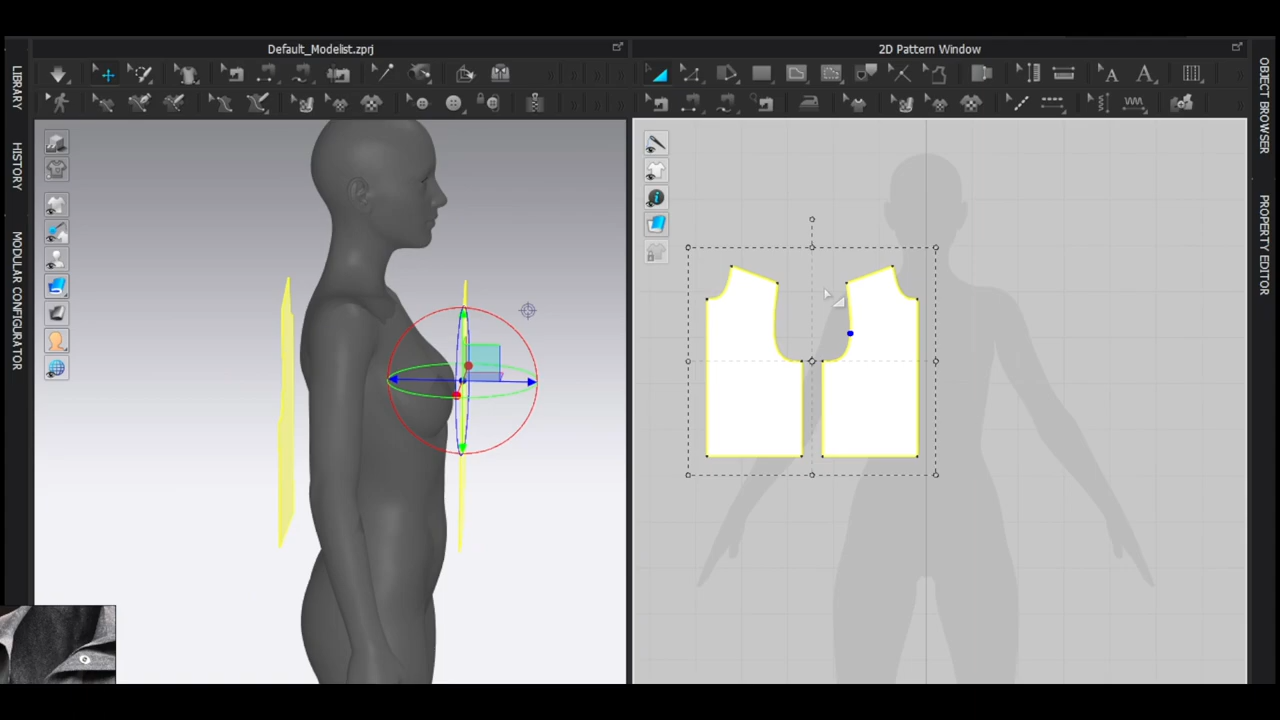 Default_Modelist.zprj
2D Pattern Window
LIBRARY
HISTORY
MODULAR CONFIGURATOR
OBJECT BROWSER
PROPERTY EDITOR